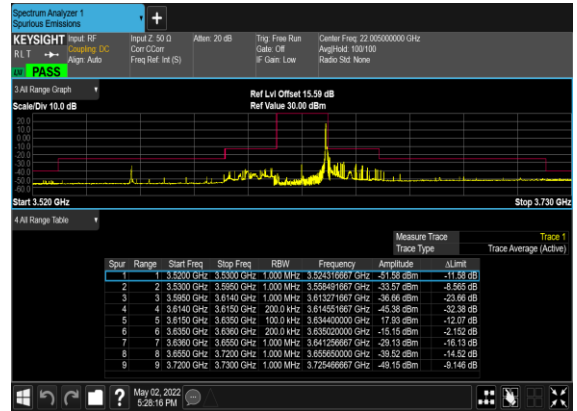 Spectrum Analyzer 1
Spurious Emissions
KEYSIGHT Input: RF Input Z: 50 Ω Atten: 20 dB Trig: Free Run Center Freq: 22.005000000 GHz
RLT Coupling: DC Corr CCorr Gate: Off Avg|Hold: 100/100
Align: Auto Freq Ref: Int (S) IF Gain: Low Radio Std: None
PASS
3 All Range Graph
Ref Lvl Offset 15.59 dB
Scale/Div 10.0 dB Ref Value 30.00 dBm
20.0
10.0
0.00
-10.0
-20.0
-30.0
-40.0
-50.0
-60.0
Start 3.520 GHz Stop 3.730 GHz
4 All Range Table
Measure Trace Trace 1
Trace Type Trace Average (Active)
Spur Range Start Freq Stop Freq RBW Frequency Amplitude ΔLimit
1 1 3.5200 GHz 3.5300 GHz 1.000 MHz 3.524316667 GHz -51.58 dBm -11.58 dB
2 2 3.5300 GHz 3.5950 GHz 1.000 MHz 3.558491667 GHz -33.57 dBm -8.565 dB
3 3 3.5950 GHz 3.6140 GHz 1.000 MHz 3.613271667 GHz -36.66 dBm -23.66 dB
4 4 3.6140 GHz 3.6150 GHz 200.0 kHz 3.614551667 GHz -45.38 dBm -32.38 dB
5 5 3.6150 GHz 3.6350 GHz 100.0 kHz 3.634400000 GHz 17.93 dBm -12.07 dB
6 6 3.6350 GHz 3.6360 GHz 200.0 kHz 3.635020000 GHz -15.15 dBm -2.152 dB
7 7 3.6360 GHz 3.6550 GHz 1.000 MHz 3.641256667 GHz -29.13 dBm -16.13 dB
8 8 3.6550 GHz 3.7200 GHz 1.000 MHz 3.655650000 GHz -39.52 dBm -14.52 dB
9 9 3.7200 GHz 3.7300 GHz 1.000 MHz 3.725466667 GHz -49.15 dBm -9.146 dB
May 02, 2022
5:28:16 PM